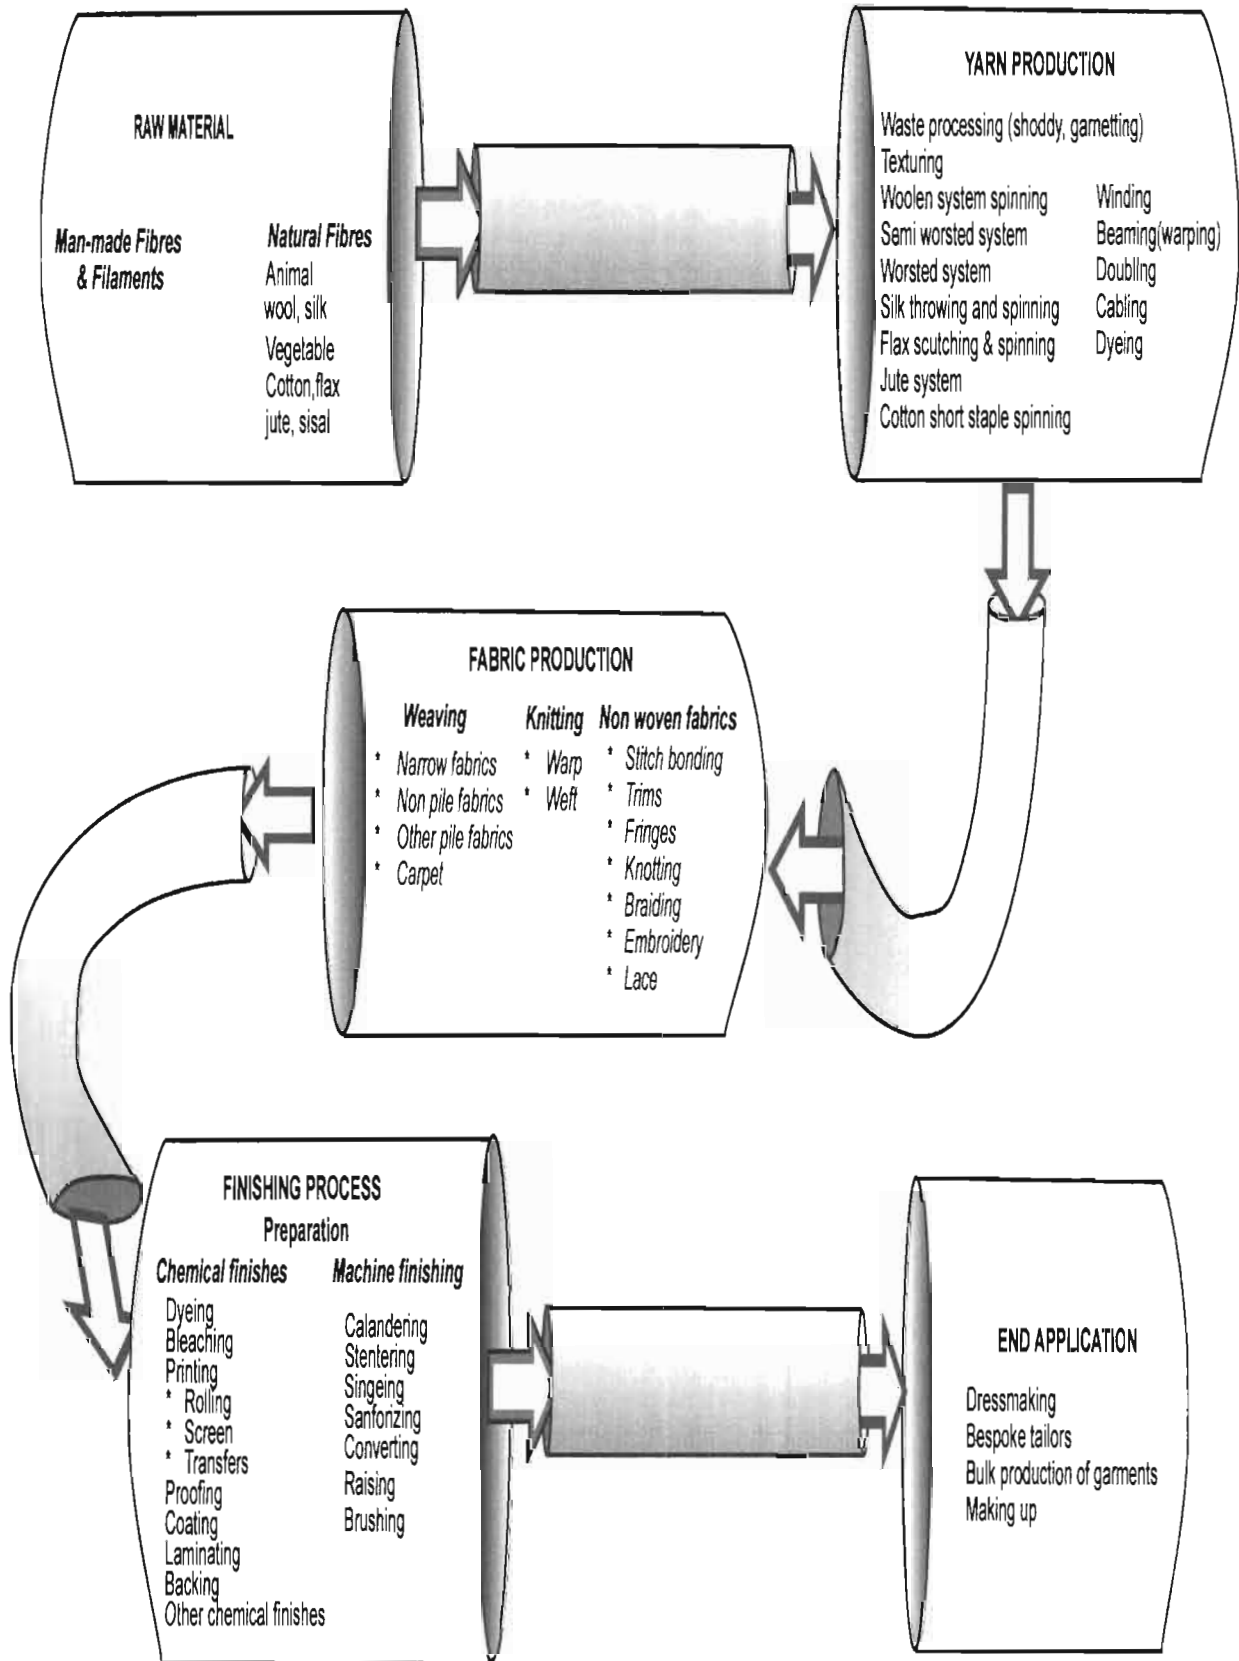 RAW MATERIAL
Man-made Fibres
& Filaments
Natural Fibres
Animal
wool, silk
Vegetable
Cotton,flax
jute, sisal
YARN PRODUCTION
Waste processing (shoddy, garnetting)
Texturing
Woolen system spinning
Sami worsted system
Worsted system
Silk throwing and spinning
Flax scutching & spinning
Jute system
Cotton short staple spinning
Winding
Beaming(warping)
Doubling
Cabling
Dyeing
FABRIC PRODUCTION
Weaving
* Narrow fabrics
* Non pile fabrics
* Other pile fabrics
* Carpet
Knitting
* Warp
* Weft
Non woven fabrics
* Stitch bonding
* Trims
* Fringes
* Knotting
* Braiding
* Embroidery
* Lace
FINISHING PROCESS
Preparation
Chemical finishes
Dyeing
Bleaching
Printing
* Rolling
* Screen
* Transfers
Proofing
Coating
Laminating
Backing
Other chemical finishes
Machine finishing
Calandering
Stentering
Singeing
Sanforizing
Converting
Raising
Brushing
END APPLICATION
Dressmaking
Bespoke tailors
Bulk production of garments
Making up